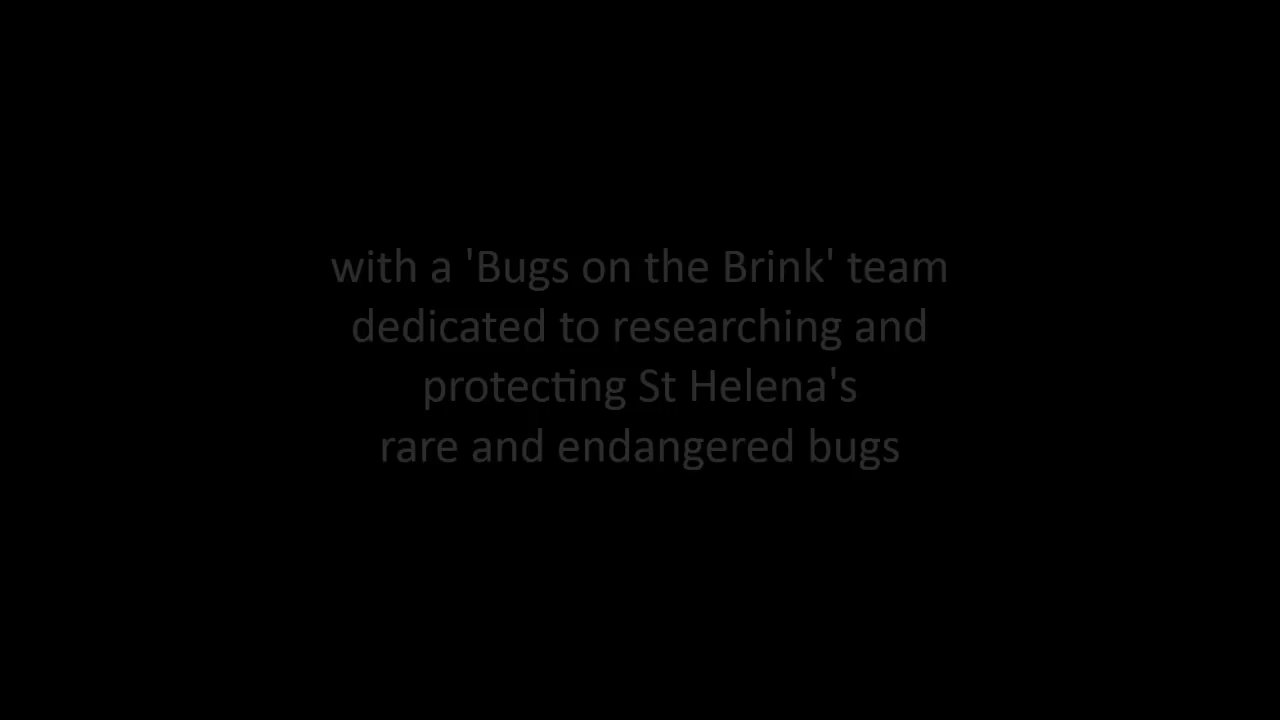 with a 'Bugs on the Brink' team
dedicated to researching and
protecting St Helena's
rare and endangered bugs